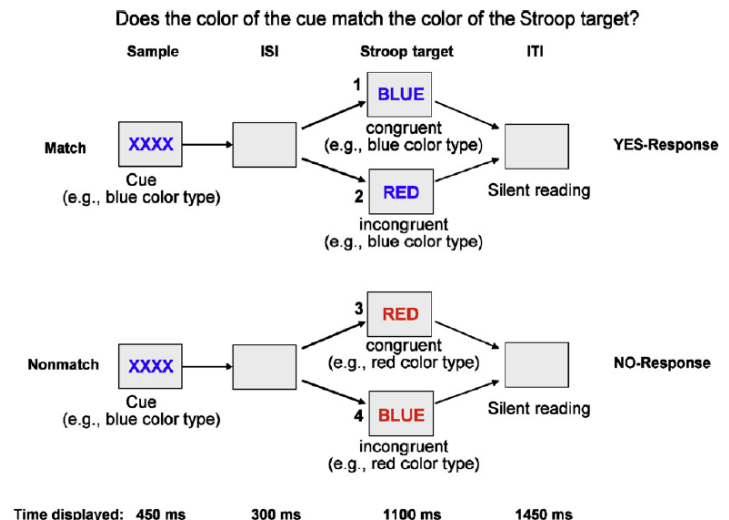 Does the color of the cue match the color of the Stroop target?
Sample ISI Stroop target ITI
1
BLUE
congruent
(e.g., blue color type)
Match
XXXX
Cue
(e.g., blue color type)
YES-Response
2
RED
incongruent
(e.g., blue color type)
Silent reading
3
RED
congruent
(e.g., red color type)
Nonmatch
XXXX
Cue
(e.g., blue color type)
NO-Response
4
BLUE
incongruent
(e.g., red color type)
Silent reading
Time displayed: 450 ms 300 ms 1100 ms 1450 ms